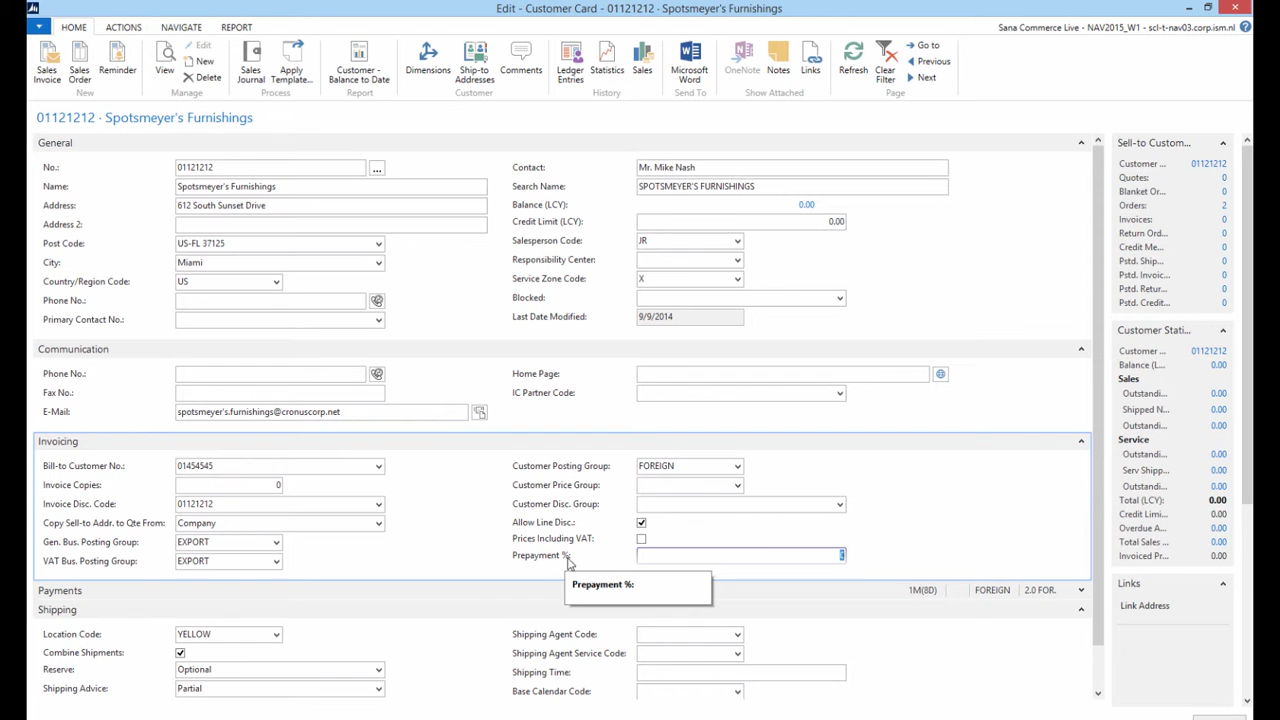 Edit - Customer Card - 01121212 · Spotsmeyer's Furnishings
HOME ACTIONS NAVIGATE REPORT
Sana Commerce Live - NAV2015_W1 - scl-t-nav03.corp.ism.nl
Sales Invoice
Sales Order
Reminder
New
View
Edit
New
Delete
Manage
Sales Journal
Apply Template...
Process
Customer - Balance to Date
Report
Dimensions
Ship-to Addresses
Comments
Customer
Ledger Entries
Statistics
Sales
History
Microsoft Word
Send To
OneNote
Notes
Links
Show Attached
Refresh
Clear Filter
Go to
Previous
Next
Page
01121212 · Spotsmeyer's Furnishings
General
No.: 01121212 ...
Name: Spotsmeyer's Furnishings
Address: 612 South Sunset Drive
Address 2:
Post Code: US-FL 37125
City: Miami
Country/Region Code: US
Phone No.:
Primary Contact No.:
Contact: Mr. Mike Nash
Search Name: SPOTSMEYER'S FURNISHINGS
Balance (LCY): 0.00
Credit Limit (LCY): 0.00
Salesperson Code: JR
Responsibility Center:
Service Zone Code: X
Blocked:
Last Date Modified: 9/9/2014
Communication
Phone No.:
Fax No.:
E-Mail: spotsmeyer's.furnishings@cronuscorp.net
Home Page:
IC Partner Code:
Invoicing
Bill-to Customer No.: 01454545
Invoice Copies: 0
Invoice Disc. Code: 01121212
Copy Sell-to Addr. to Qte From: Company
Gen. Bus. Posting Group: EXPORT
VAT Bus. Posting Group: EXPORT
Customer Posting Group: FOREIGN
Customer Price Group:
Customer Disc. Group:
Allow Line Disc.:
Prices Including VAT:
Prepayment %:
Prepayment %:
Payments 1M(8D) FOREIGN 2.0 FOR.
Shipping
Location Code: YELLOW
Combine Shipments:
Reserve: Optional
Shipping Advice: Partial
Shipping Agent Code:
Shipping Agent Service Code:
Shipping Time:
Base Calendar Code:
Sell-to Custom...
Customer ... 01121212
Quotes: 0
Blanket Or... 0
Orders: 2
Invoices: 0
Return Ord... 0
Credit Me... 0
Pstd. Ship... 0
Pstd. Invoic... 0
Pstd. Retur... 0
Pstd. Credit... 0
Customer Stati...
Customer ... 01121212
Balance (L... 0.00
Sales
Outstandi... 0.00
Shipped N... 0.00
Outstandi... 0.00
Service
Outstandi... 0.00
Serv Shipp... 0.00
Outstandi... 0.00
Total (LCY): 0.00
Credit Limi... 0.00
Overdue A... 0.00
Total Sales ... 0.00
Invoiced Pr... 0.00
Links
Link Address